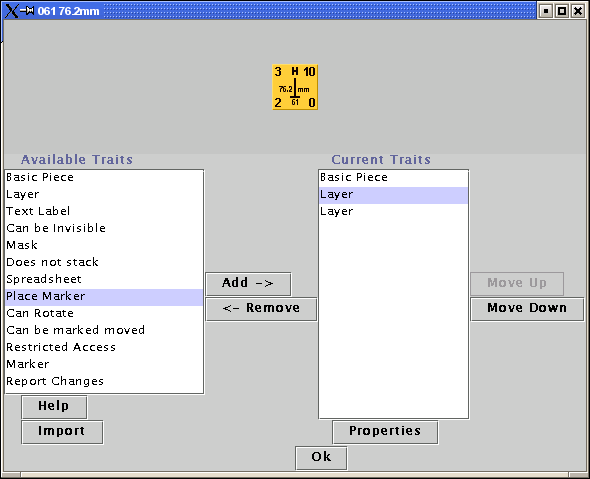 061 76.2mm
3 H 10
76.2 mm
2 61 0
Available Traits
Basic Piece
Layer
Text Label
Can be Invisible
Mask
Does not stack
Spreadsheet
Place Marker
Can Rotate
Can be marked moved
Restricted Access
Marker
Report Changes
Help
Import
Add ->
<- Remove
Current Traits
Basic Piece
Layer
Layer
Move Up
Move Down
Properties
Ok